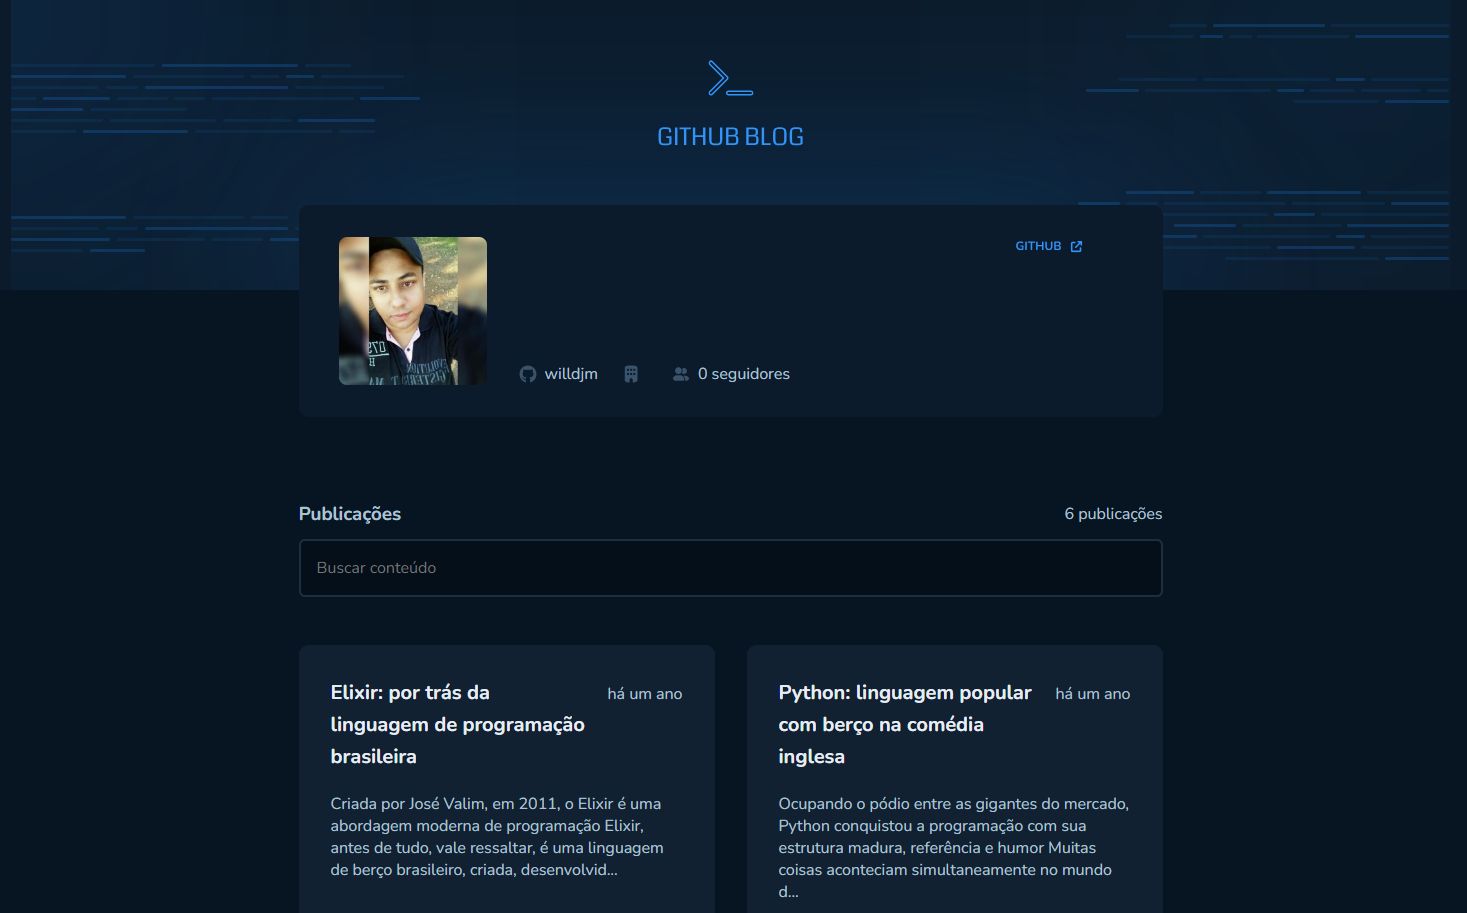 GITHUB BLOG
GITHUB
willdjm
0 seguidores
Publicações
6 publicações
Buscar conteúdo
Elixir: por trás da
linguagem de programação
brasileira
há um ano
Criada por José Valim, em 2011, o Elixir é uma
abordagem moderna de programação Elixir,
antes de tudo, vale ressaltar, é uma linguagem
de berço brasileiro, criada, desenvolvid...
Python: linguagem popular
com berço na comédia
inglesa
há um ano
Ocupando o pódio entre as gigantes do mercado,
Python conquistou a programação com sua
estrutura madura, referência e humor Muitas
coisas aconteciam simultaneamente no mundo
d...